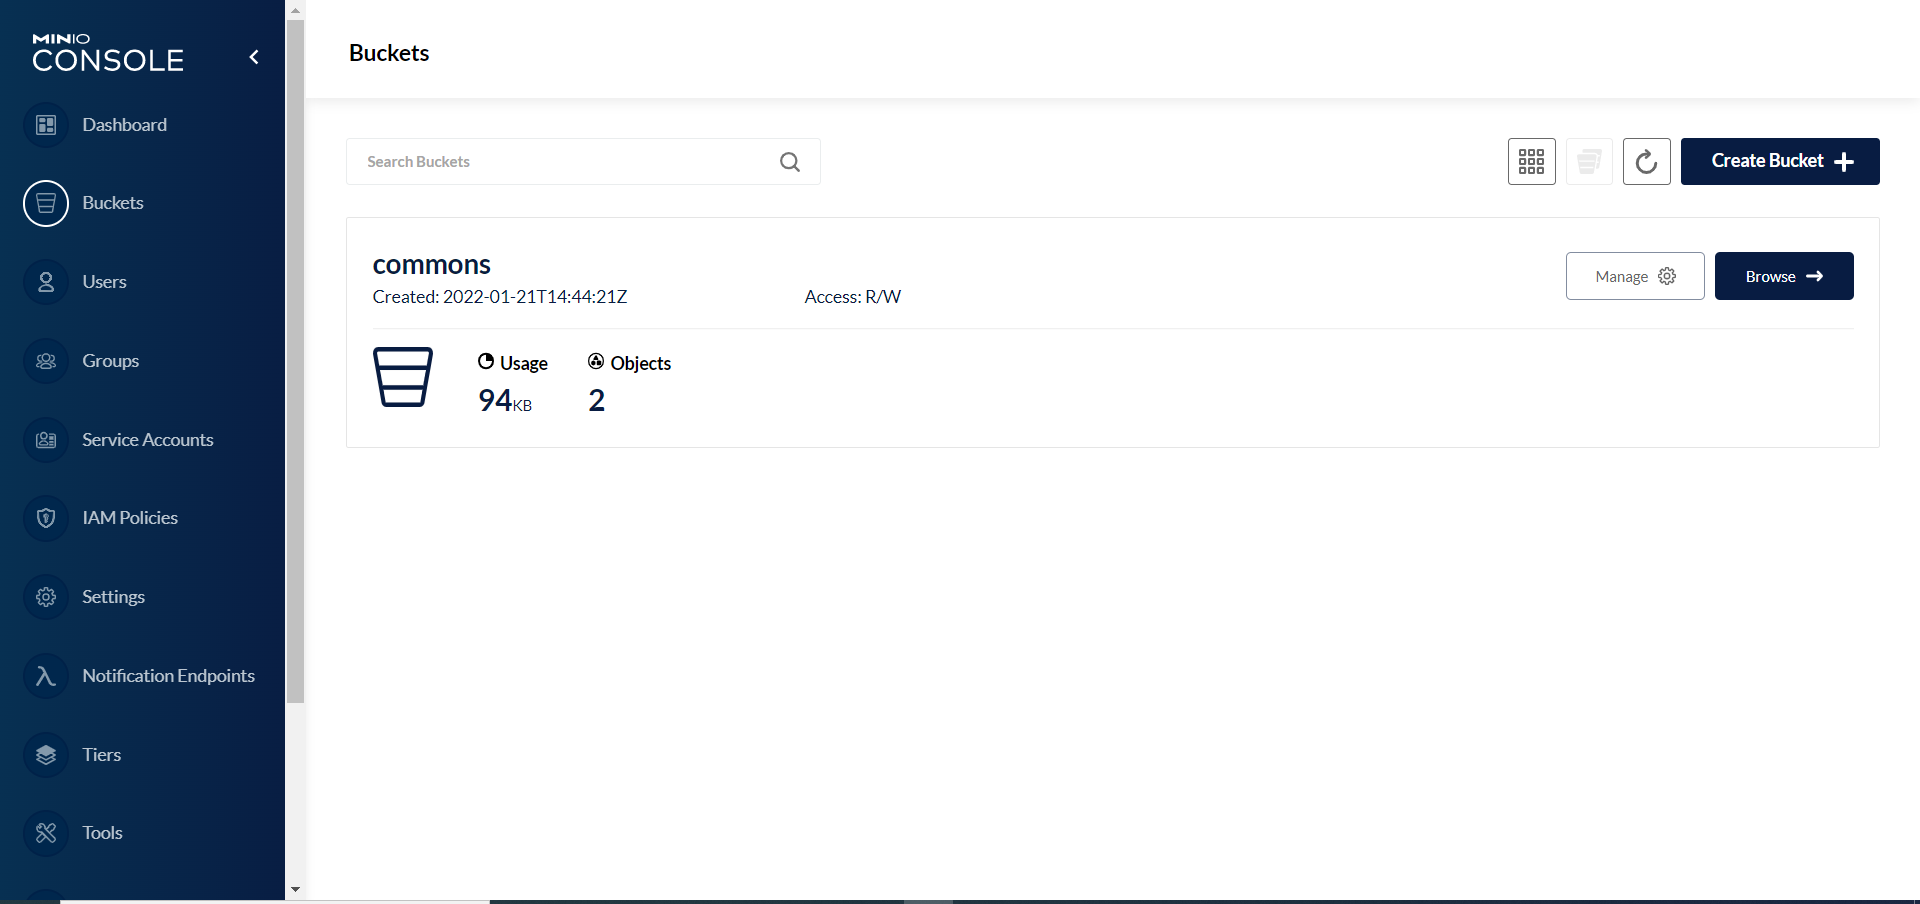 MINIO
CONSOLE
Dashboard
Buckets
Users
Groups
Service Accounts
IAM Policies
Settings
Notification Endpoints
Tiers
Tools
Buckets
Search Buckets
Create Bucket
commons
Created: 2022-01-21T14:44:21Z
Access: R/W
Manage
Browse
Usage
94KB
Objects
2